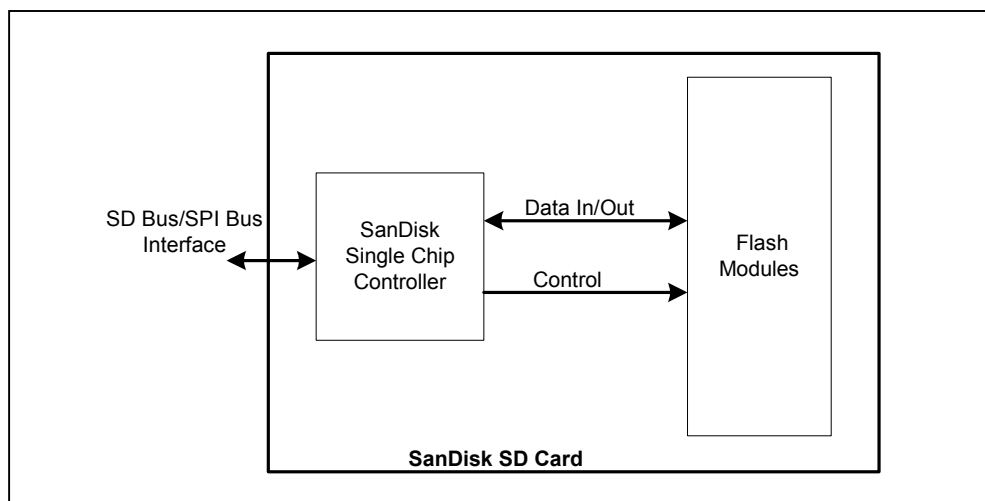 SD Bus/SPI Bus
Interface
SanDisk
Single Chip
Controller
Data In/Out
Control
Flash
Modules
SanDisk SD Card